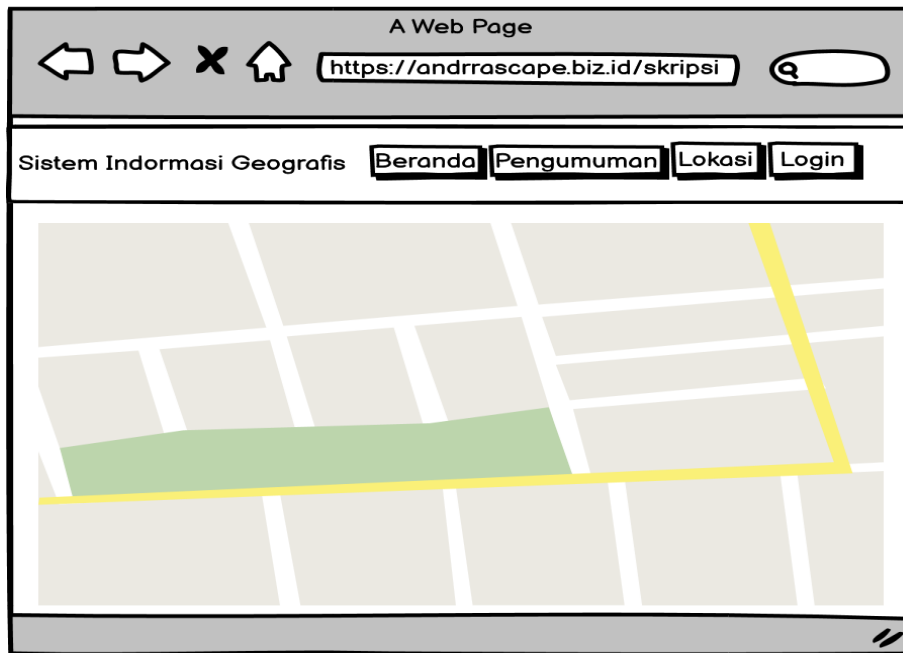 A Web Page
https://andrrascape.biz.id/skripsi
Sistem Indormasi Geografis Beranda Pengumuman Lokasi Login